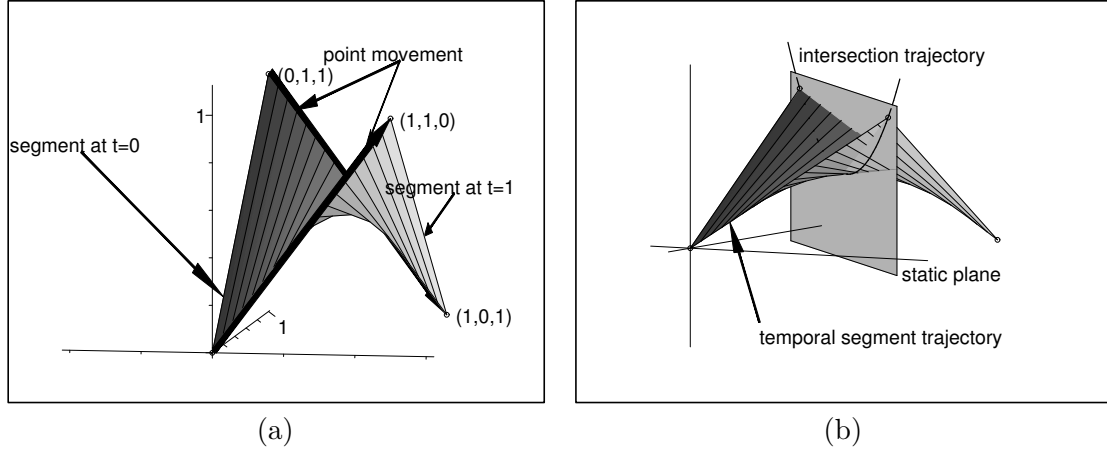 point movement
(0,1,1)
1
(1,1,0)
segment at t=0
segment at t=1
(1,0,1)
1
(a)
intersection trajectory
static plane
temporal segment trajectory
(b)